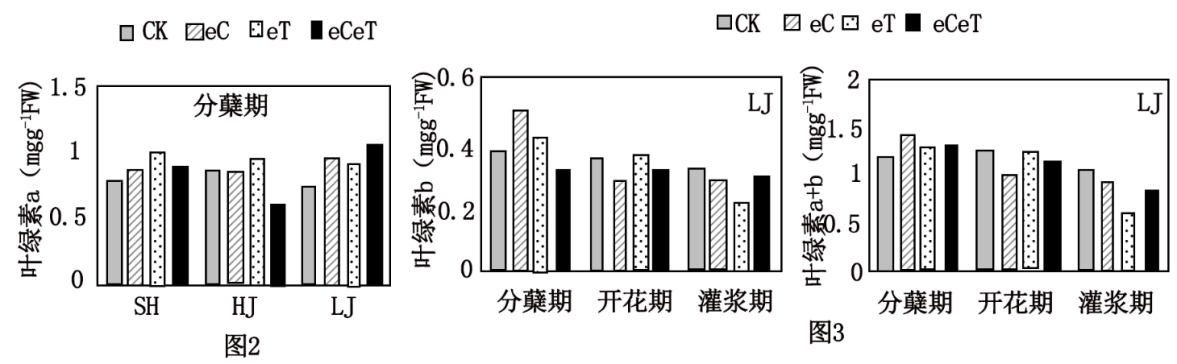 CK eC eT eCeT
叶绿素a (mgg⁻¹FW)
1.5
1
0.5
0
分蘖期
SH HJ LJ
图2
CK eC eT eCeT
叶绿素b (mgg⁻¹FW)
0.6
0.4
0.2
0
LJ
分蘖期 开花期 灌浆期
叶绿素a+b (mgg⁻¹FW)
2
1.5
1
0.5
0
LJ
分蘖期 开花期 灌浆期
图3